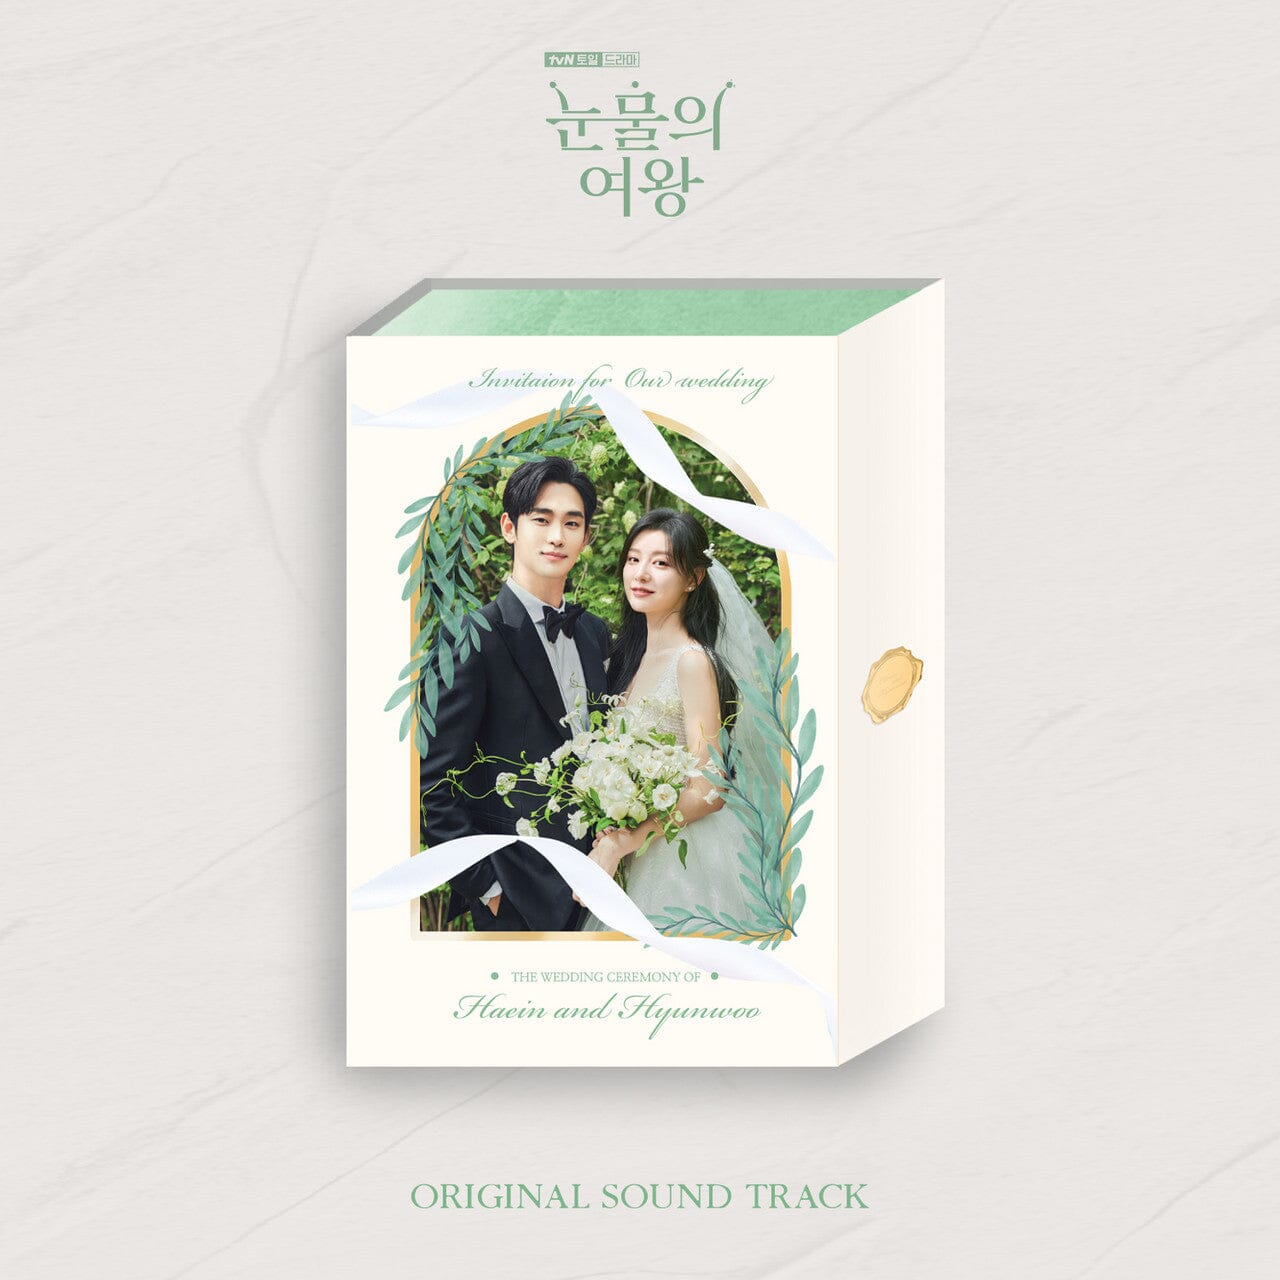 tvN 토일 드라마
눈물의
여왕
Invitaion for Our wedding
THE WEDDING CEREMONY OF
Haein and Hyunwoo
ORIGINAL SOUND TRACK